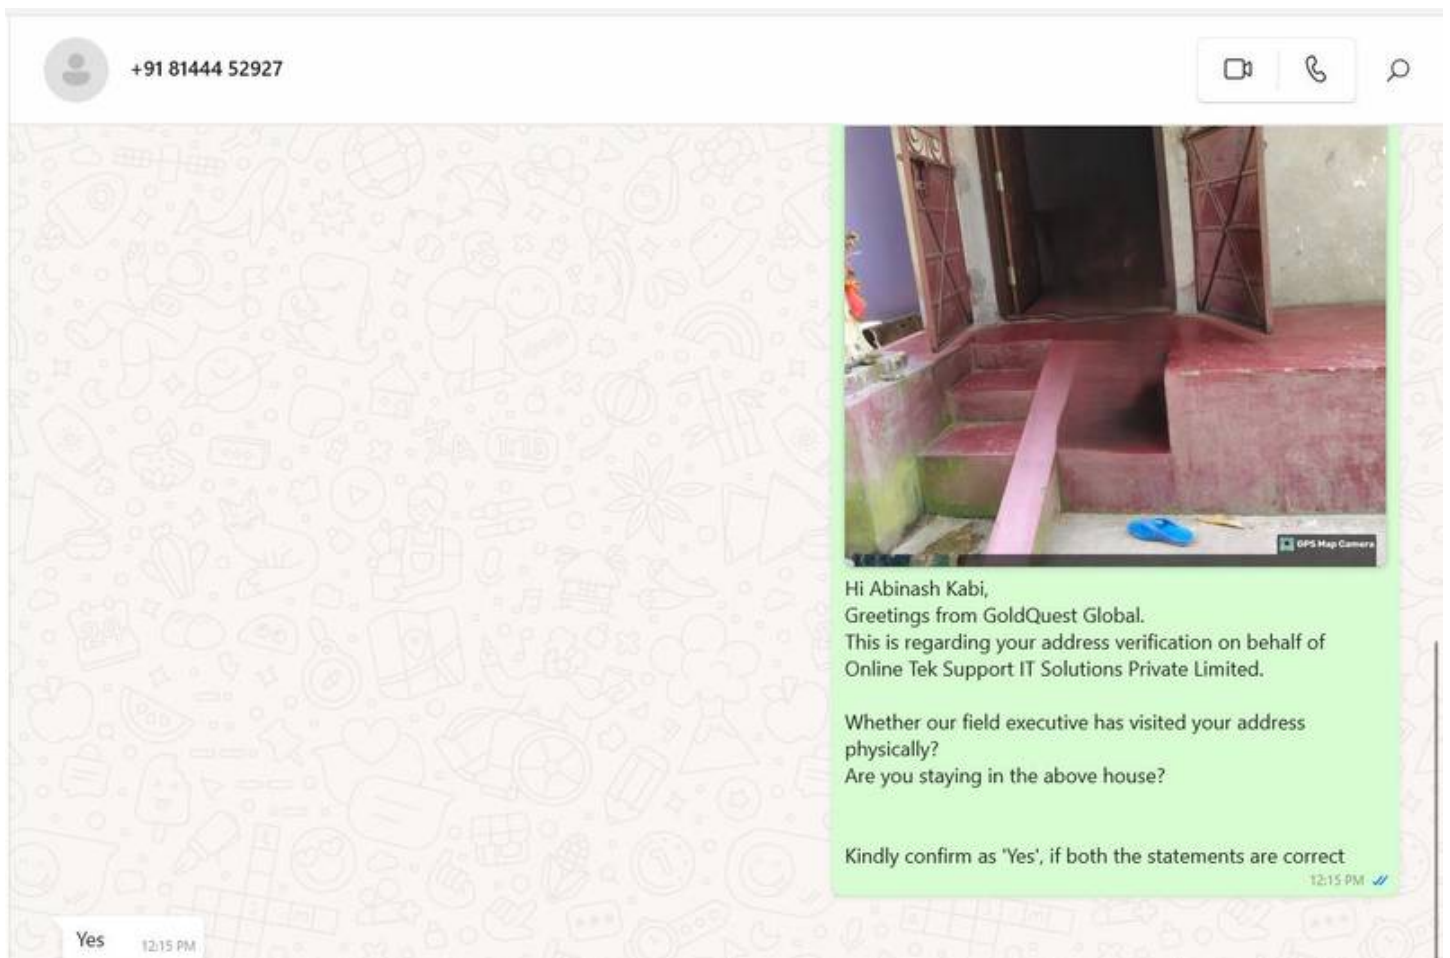 +91 81444 52927
GPS Map Camera
Hi Abinash Kabi,
Greetings from GoldQuest Global.
This is regarding your address verification on behalf of
Online Tek Support IT Solutions Private Limited.
Whether our field executive has visited your address
physically?
Are you staying in the above house?
Kindly confirm as 'Yes', if both the statements are correct
12:15 PM
Yes
12:15 PM